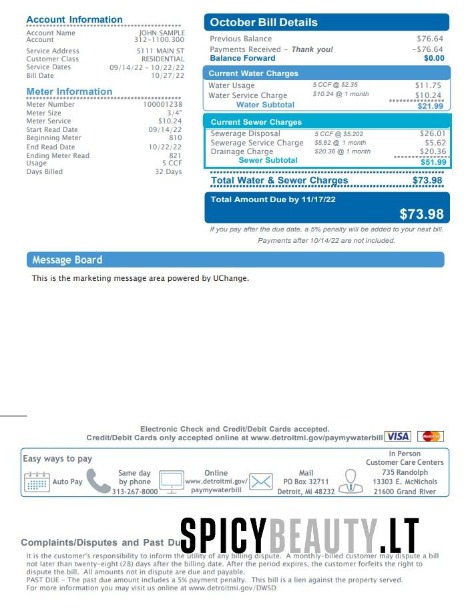 Account Information
Account Name JOHN SAMPLE
Account 312-1100.300
Service Address 5111 MAIN ST
Customer Class RESIDENTIAL
Service Dates 09/14/22 - 10/22/22
Bill Date 10/27/22
Meter Information
Meter Number 100001238
Meter Size 3/4"
Meter Service $10.24
Start Read Date 09/14/22
Beginning Meter 810
End Read Date 10/22/22
Ending Meter Read 821
Usage 5 CCF
Days Billed 32 Days
October Bill Details
Previous Balance $76.64
Payments Received - Thank you! -$76.64
Balance Forward $0.00
Current Water Charges
Water Usage 5 CCF @ $2.35 $11.75
Water Service Charge $10.24 @ 1 month $10.24
Water Subtotal $21.99
Current Sewer Charges
Sewerage Disposal 5 CCF @ $5.202 $26.01
Sewerage Service Charge $5.62 @ 1 month $5.62
Drainage Charge $20.36 @ 1 month $20.36
Sewer Subtotal $51.99
Total Water & Sewer Charges $73.98
Total Amount Due by 11/17/22
$73.98
If you pay after the due date, a 5% penalty will be added to your next bill.
Payments after 10/14/22 are not included.
Message Board
This is the marketing message area powered by UChange.
Electronic Check and Credit/Debit Cards accepted.
Credit/Debit Cards only accepted online at www.detroitmi.gov/paymywaterbill VISA MasterCard
Easy ways to pay
Auto Pay
Same day
by phone
313-267-8000
Online
www.detroitmi.gov/
paymywaterbill
Mail
PO Box 32711
Detroit, MI 48232
In Person
Customer Care Centers
735 Randolph
13303 E. McNichols
21600 Grand River
SPICYBEAUTY.LT
Complaints/Disputes and Past Du
It is the customer's responsibility to inform the utility of any billing dispute. A monthly-billed customer may dispute a bill
not later than twenty-eight (28) days after the billing date. After the period expires, the customer forfeits the right to
dispute the bill. All amounts not in dispute are due and payable.
PAST DUE - The past due amount includes a 5% payment penalty. This bill is a lien against the property served.
For more information you may visit us online at www.detroitmi.gov/DWSD